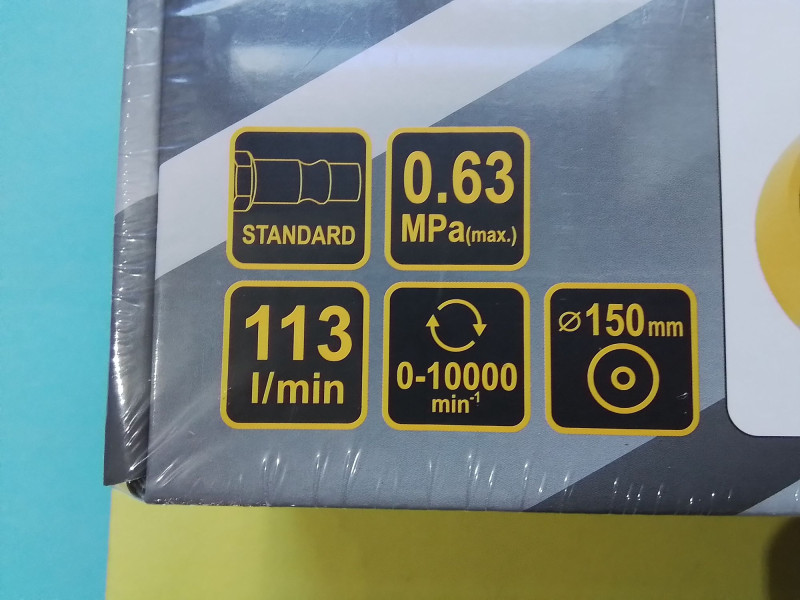 STANDARD
0.63
MPa(max.)
113
l/min
0-10000
min⁻¹
⌀150mm